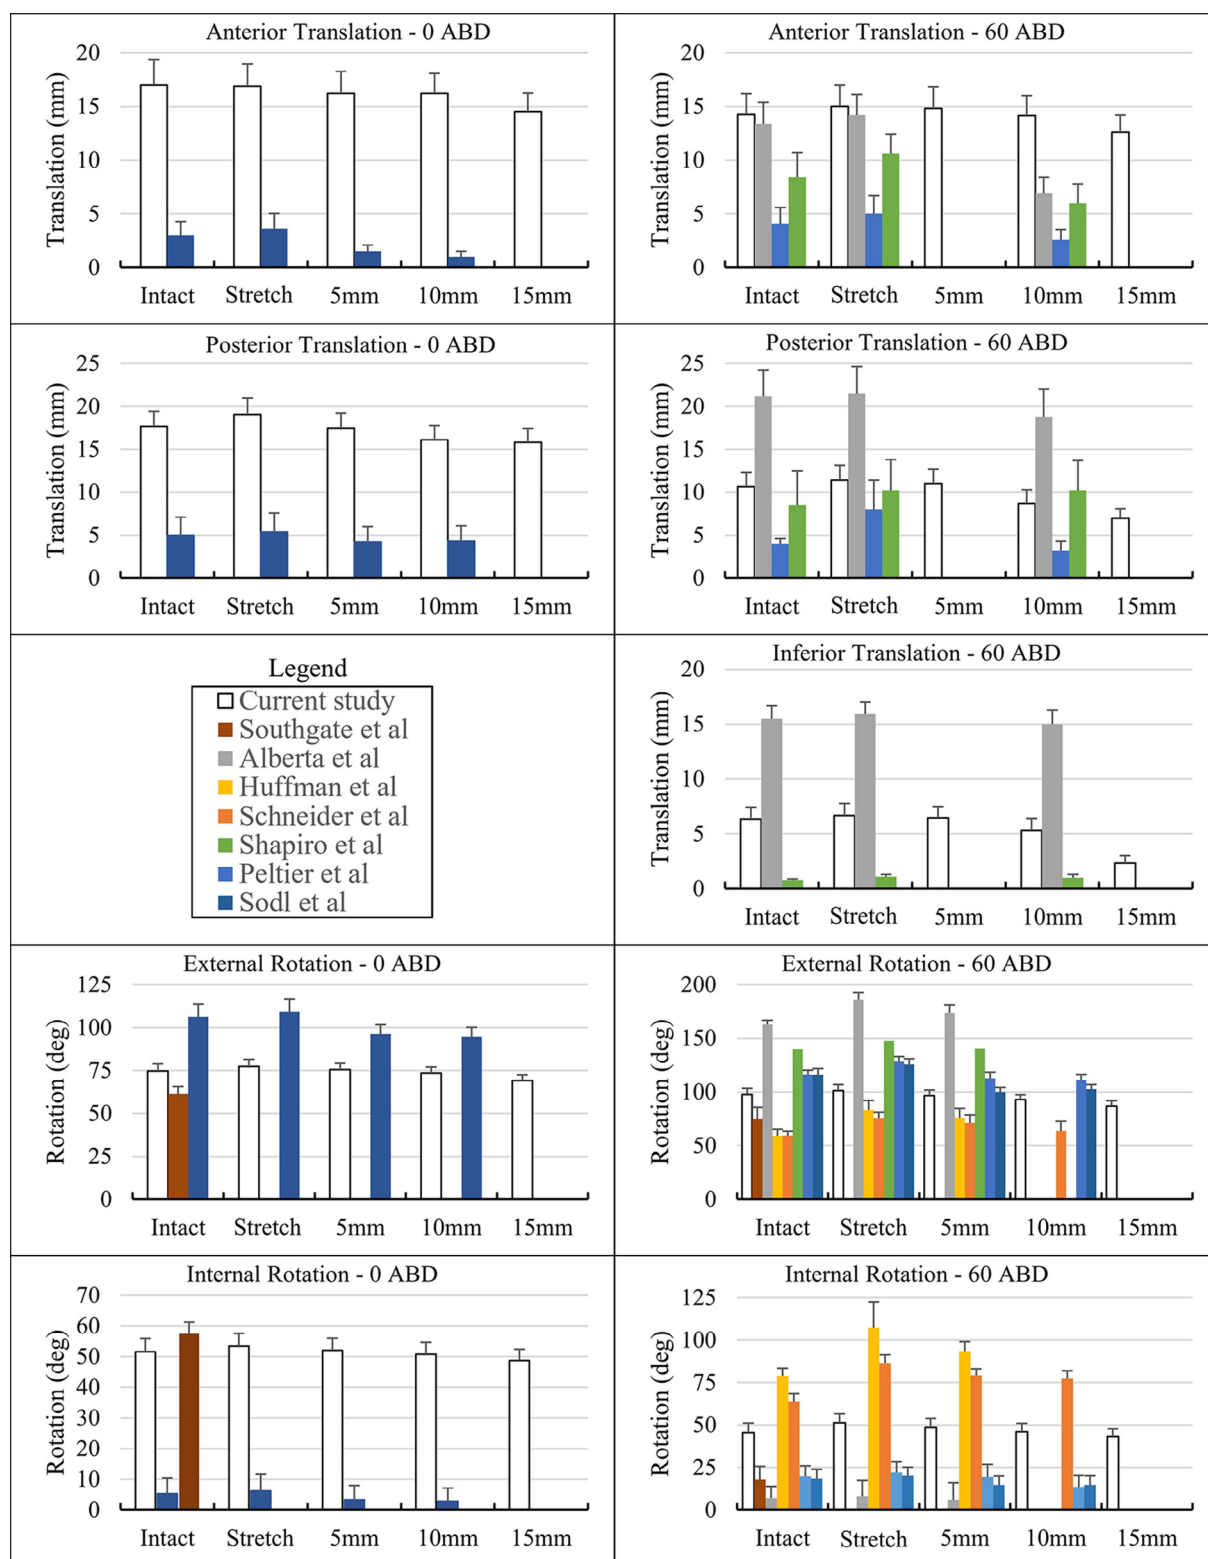 Anterior Translation - 0 ABD
Translation (mm)
20
15
10
5
0
Intact Stretch 5mm 10mm 15mm
Anterior Translation - 60 ABD
Translation (mm)
20
15
10
5
0
Intact Stretch 5mm 10mm 15mm
Posterior Translation - 0 ABD
Translation (mm)
25
20
15
10
5
0
Intact Stretch 5mm 10mm 15mm
Posterior Translation - 60 ABD
Translation (mm)
25
20
15
10
5
0
Intact Stretch 5mm 10mm 15mm
Legend
Current study
Southgate et al
Alberta et al
Huffman et al
Schneider et al
Shapiro et al
Peltier et al
Sodl et al
Inferior Translation - 60 ABD
Translation (mm)
20
15
10
5
0
Intact Stretch 5mm 10mm 15mm
External Rotation - 0 ABD
Rotation (deg)
125
100
75
50
25
0
Intact Stretch 5mm 10mm 15mm
External Rotation - 60 ABD
Rotation (deg)
200
150
100
50
0
Intact Stretch 5mm 10mm 15mm
Internal Rotation - 0 ABD
Rotation (deg)
70
60
50
40
30
20
10
0
Intact Stretch 5mm 10mm 15mm
Internal Rotation - 60 ABD
Rotation (deg)
125
100
75
50
25
0
Intact Stretch 5mm 10mm 15mm